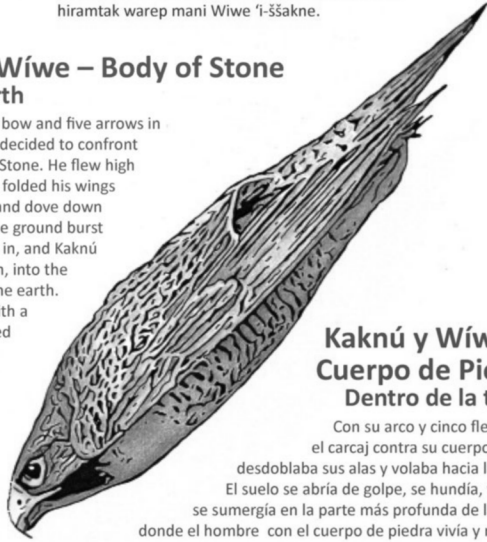 hiramtak warep mani Wiwe ‘i-ššakne.
Wíwe – Body of Stone
rth
bow and five arrows in
decided to confront
Stone. He flew high
folded his wings
and dove down
e ground burst
in, and Kaknú
n, into the
he earth.
ith a
ed
Kaknú y Wíw
Cuerpo de Pie
Dentro de la t
Con su arco y cinco fle
el carcaj contra su cuerpo
desdoblaba sus alas y volaba hacia l
El suelo se abría de golpe, se hundía,
se sumergía en la parte más profunda de l
donde el hombre con el cuerpo de piedra vivía y r